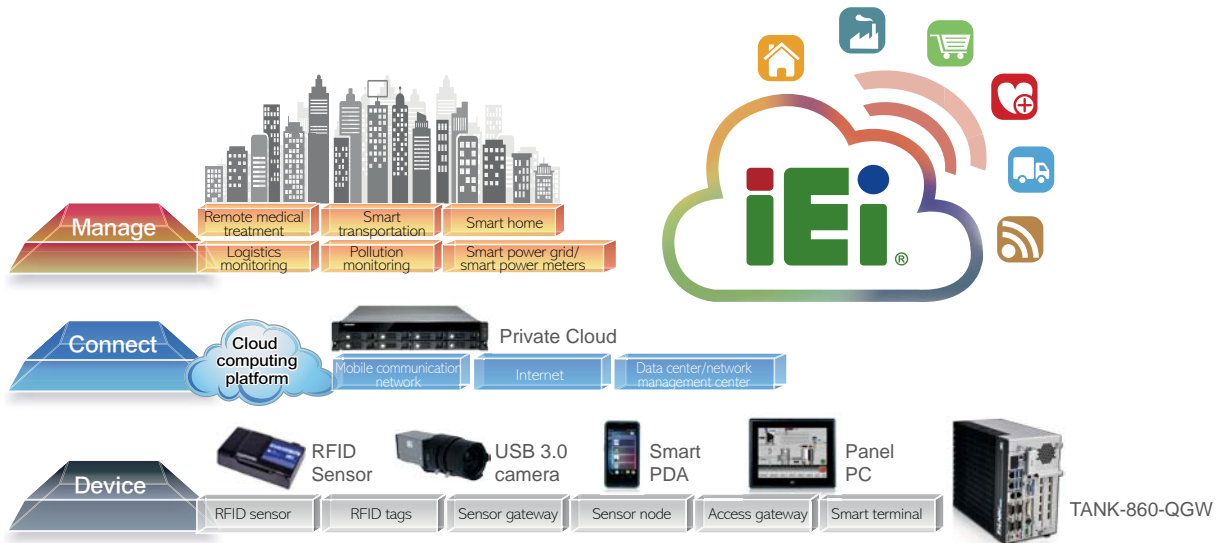 iEi
®
Manage
Remote medical
treatment
Smart
transportation
Smart home
Logistics
monitoring
Pollution
monitoring
Smart power grid/
smart power meters
Connect
Cloud
computing
platform
Private Cloud
Mobile communication
network
Internet
Data center/network
management center
Device
RFID
Sensor
USB 3.0
camera
Smart
PDA
Panel
PC
TANK-860-QGW
RFID sensor
RFID tags
Sensor gateway
Sensor node
Access gateway
Smart terminal